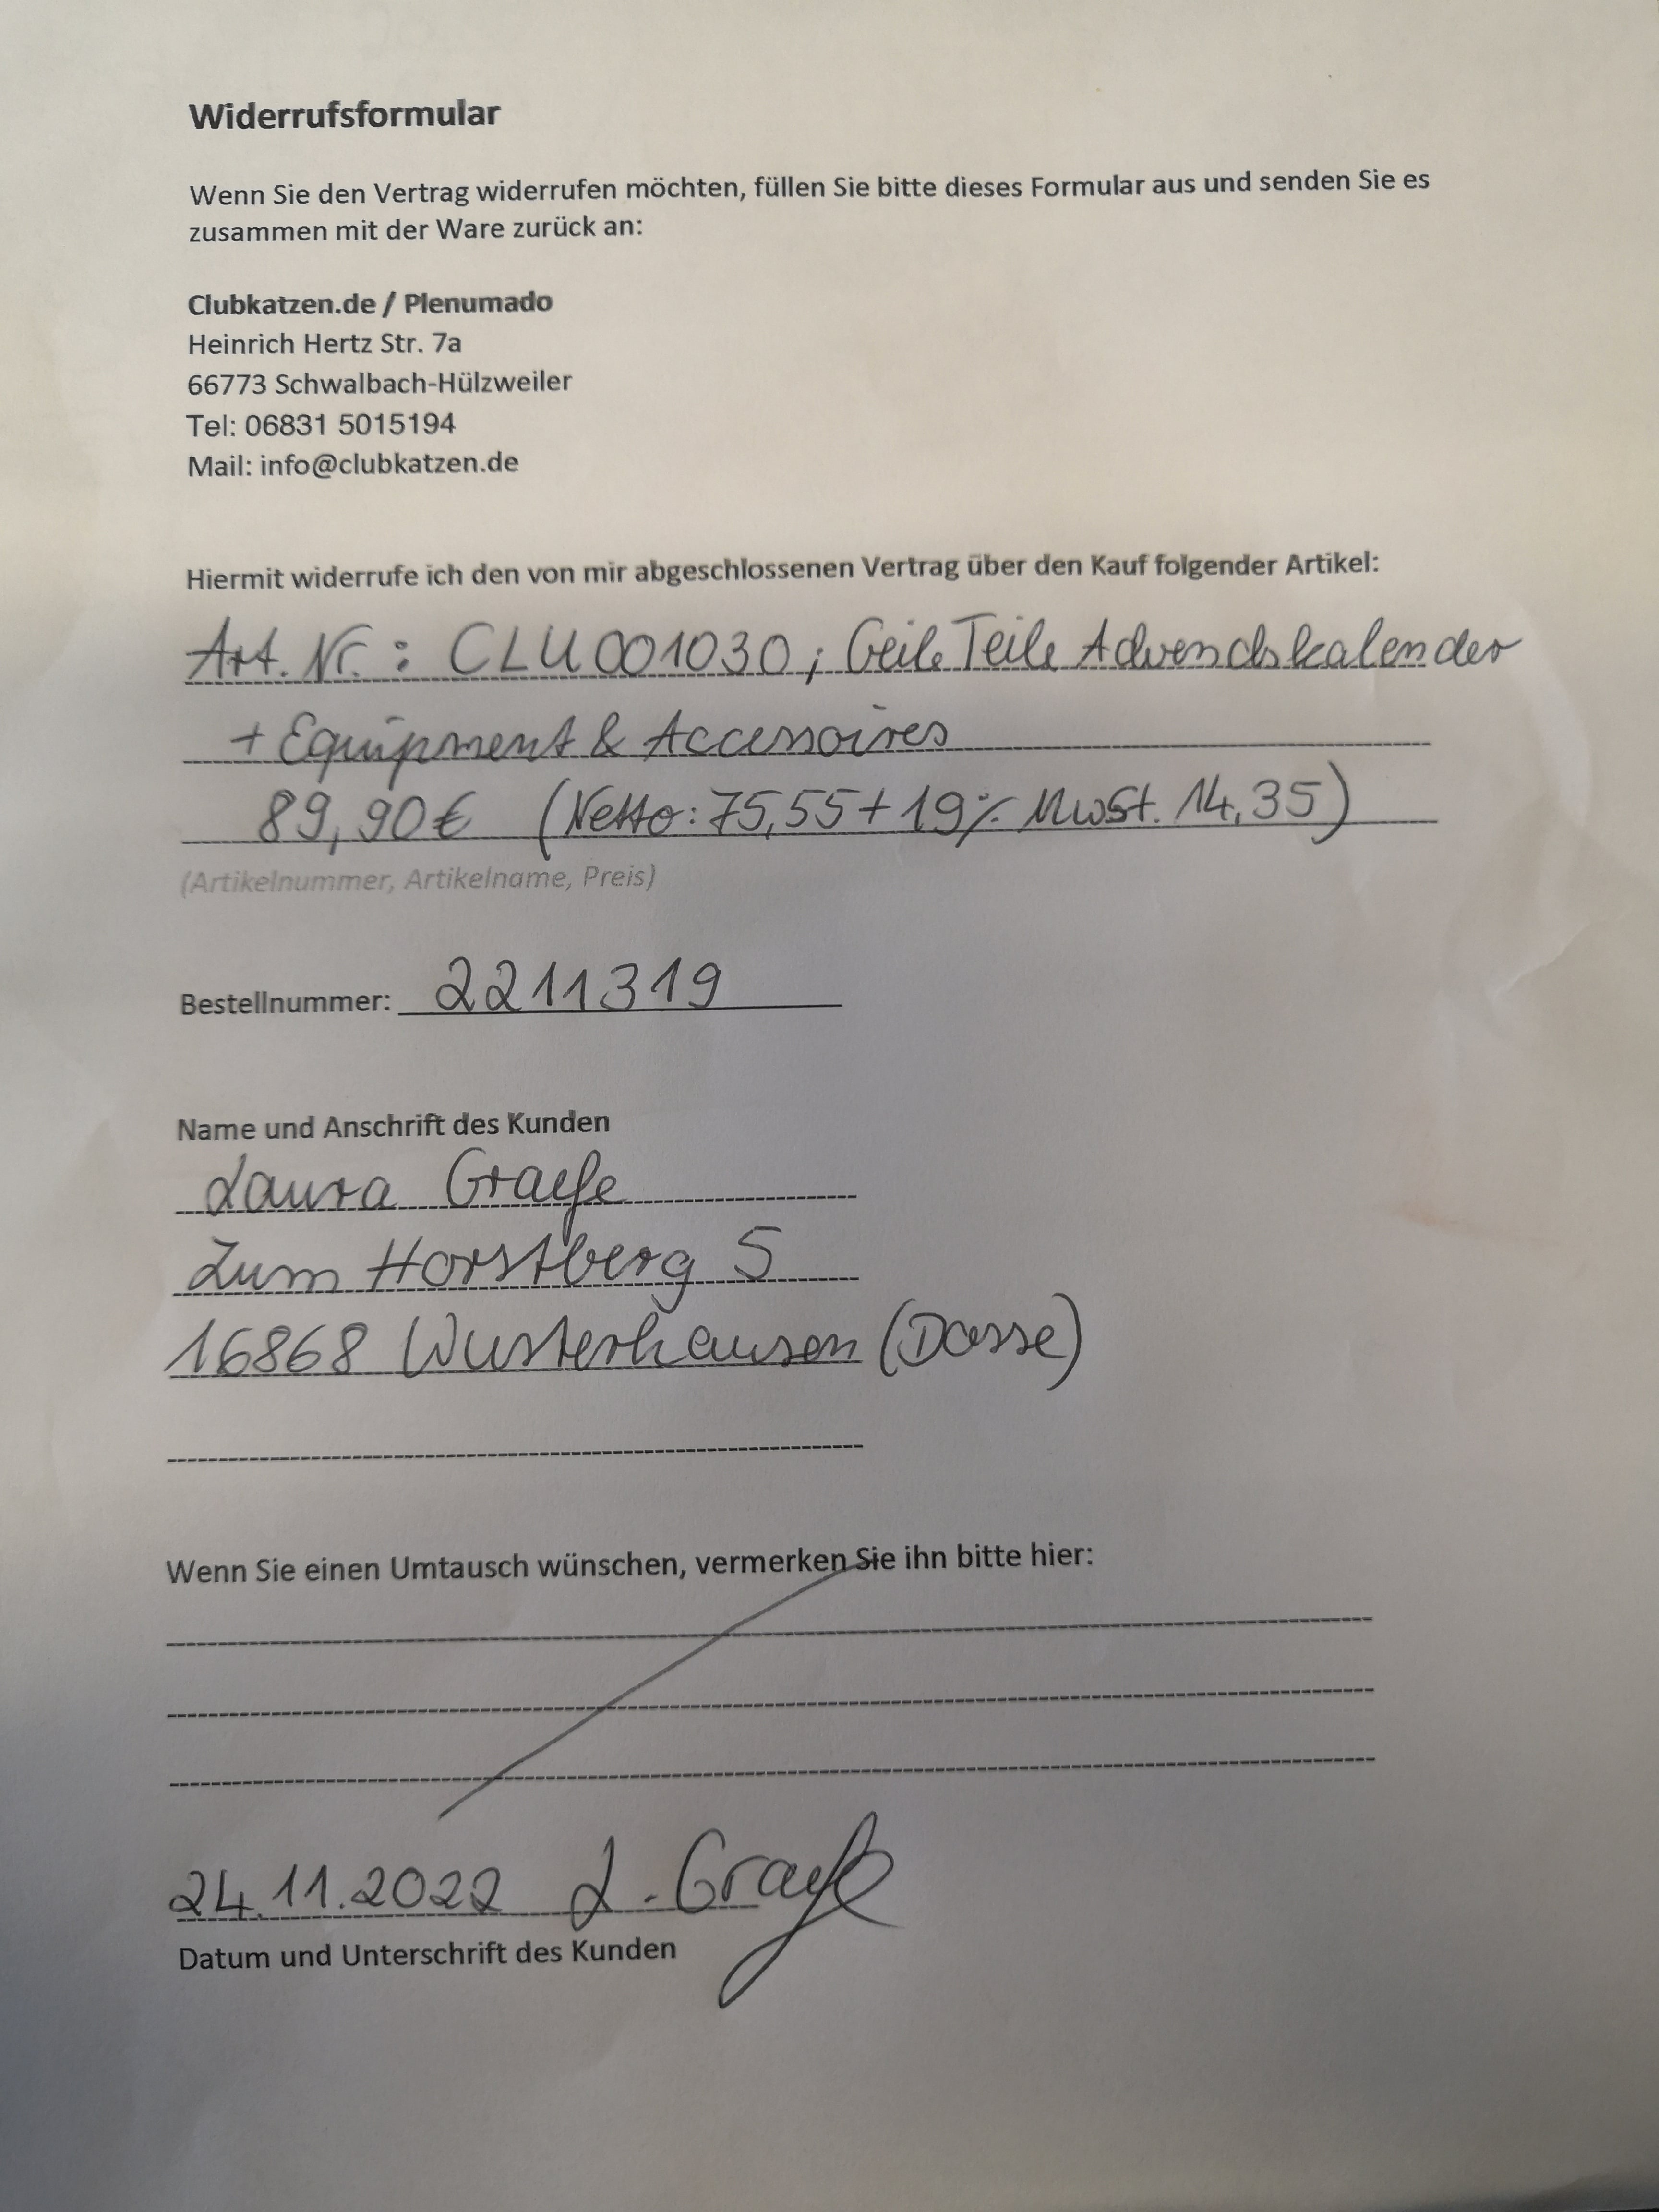 Widerrufsformular
Wenn Sie den Vertrag widerrufen möchten, füllen Sie bitte dieses Formular aus und senden Sie es
zusammen mit der Ware zurück an:
Clubkatzen.de / Plenumado
Heinrich Hertz Str. 7a
66773 Schwalbach-Hülzweiler
Tel: 06831 5015194
Mail: info@clubkatzen.de
Hiermit widerrufe ich den von mir abgeschlossenen Vertrag über den Kauf folgender Artikel:
Art. Nr.: CLU001030; Geile Teile Adventskalender
+ Equipment & Accessoires
89,90€ (Netto: 75,55 + 19% MwSt. 14,35)
(Artikelnummer, Artikelname, Preis)
Bestellnummer: 2211319
Name und Anschrift des Kunden
Laura Graefe
Zum Horstberg 5
16868 Wusterhausen (Dosse)
Wenn Sie einen Umtausch wünschen, vermerken Sie ihn bitte hier:
24.11.2022 L. Graefe
Datum und Unterschrift des Kunden